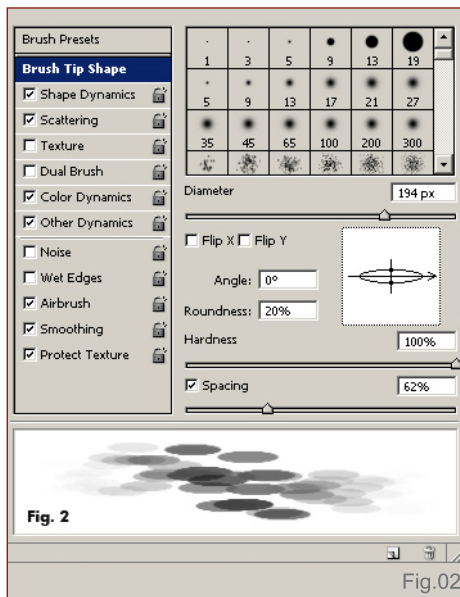 Brush Presets
Brush Tip Shape
Shape Dynamics
Scattering
Texture
Dual Brush
Color Dynamics
Other Dynamics
Noise
Wet Edges
Airbrush
Smoothing
Protect Texture
1 3 5 9 13 19
5 9 13 17 21 27
35 45 65 100 200 300
Diameter 194 px
Flip X Flip Y
Angle: 0º
Roundness: 20%
Hardness 100%
Spacing 62%
Fig. 2
Fig.02